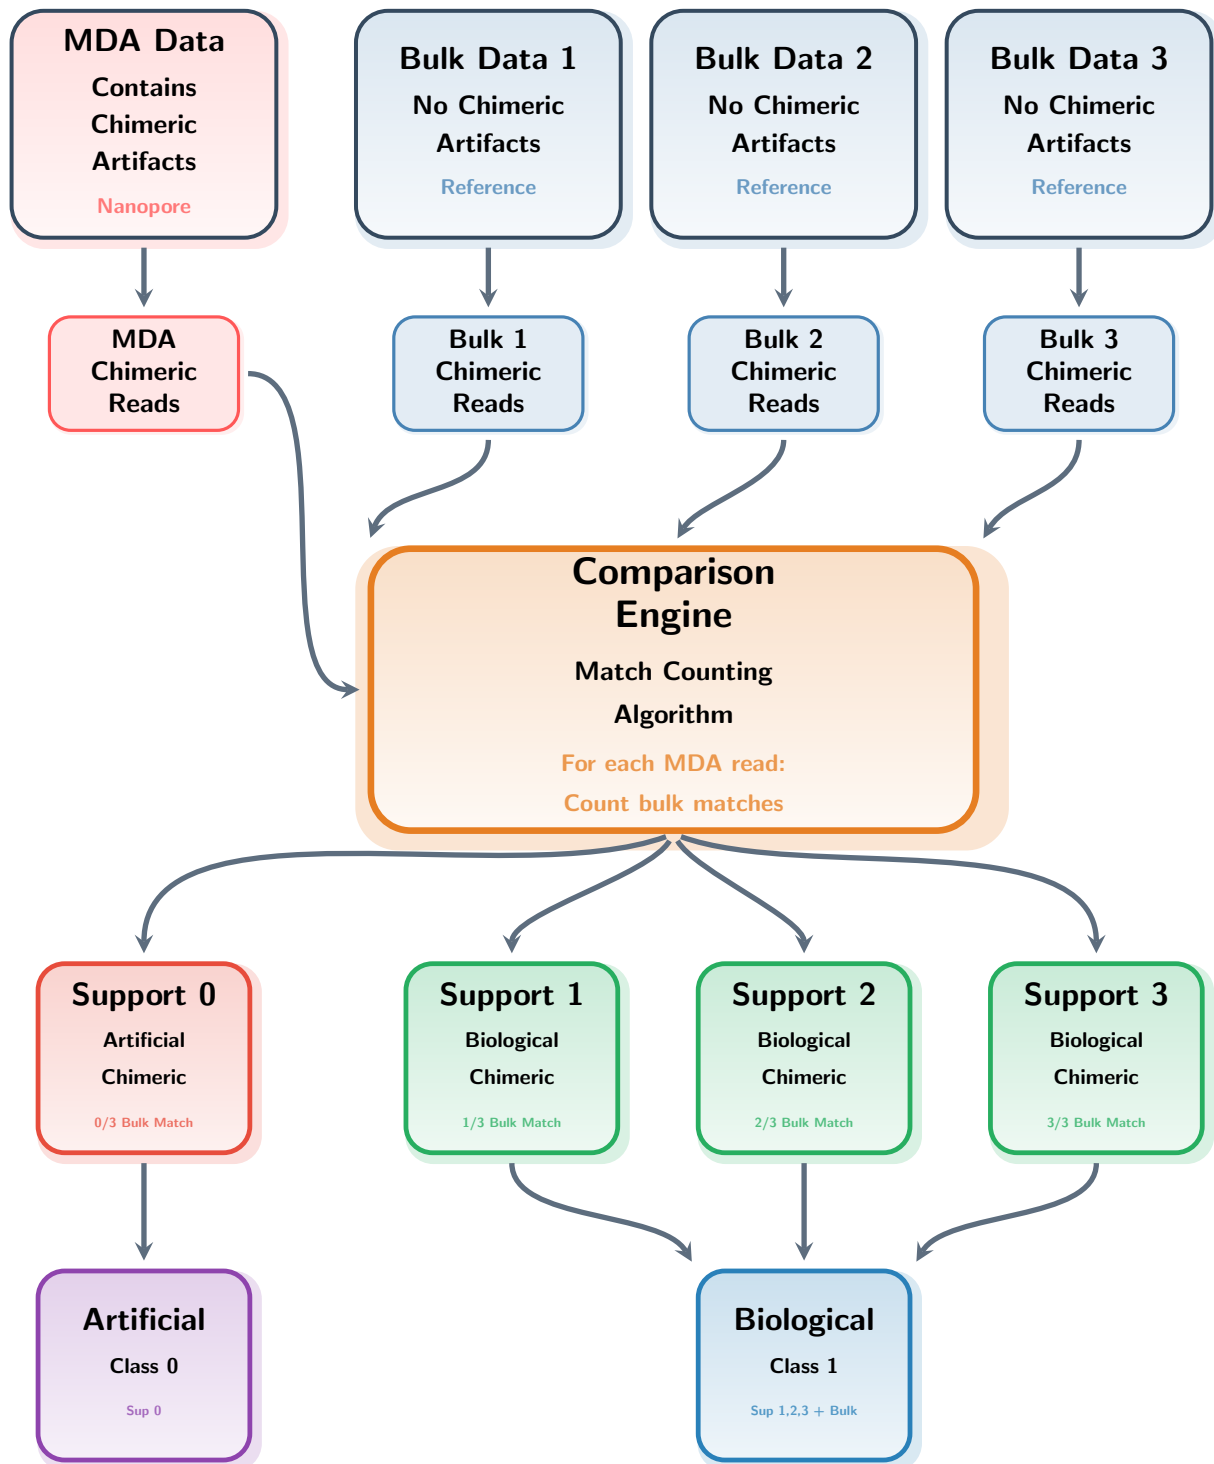 MDA Data
Contains
Chimeric
Artifacts
Nanopore
Bulk Data 1
No Chimeric
Artifacts
Reference
Bulk Data 2
No Chimeric
Artifacts
Reference
Bulk Data 3
No Chimeric
Artifacts
Reference
MDA
Chimeric
Reads
Bulk 1
Chimeric
Reads
Bulk 2
Chimeric
Reads
Bulk 3
Chimeric
Reads
Comparison
Engine
Match Counting
Algorithm
For each MDA read:
Count bulk matches
Support 0
Artificial
Chimeric
0/3 Bulk Match
Support 1
Biological
Chimeric
1/3 Bulk Match
Support 2
Biological
Chimeric
2/3 Bulk Match
Support 3
Biological
Chimeric
3/3 Bulk Match
Artificial
Class 0
Sup 0
Biological
Class 1
Sup 1,2,3 + Bulk